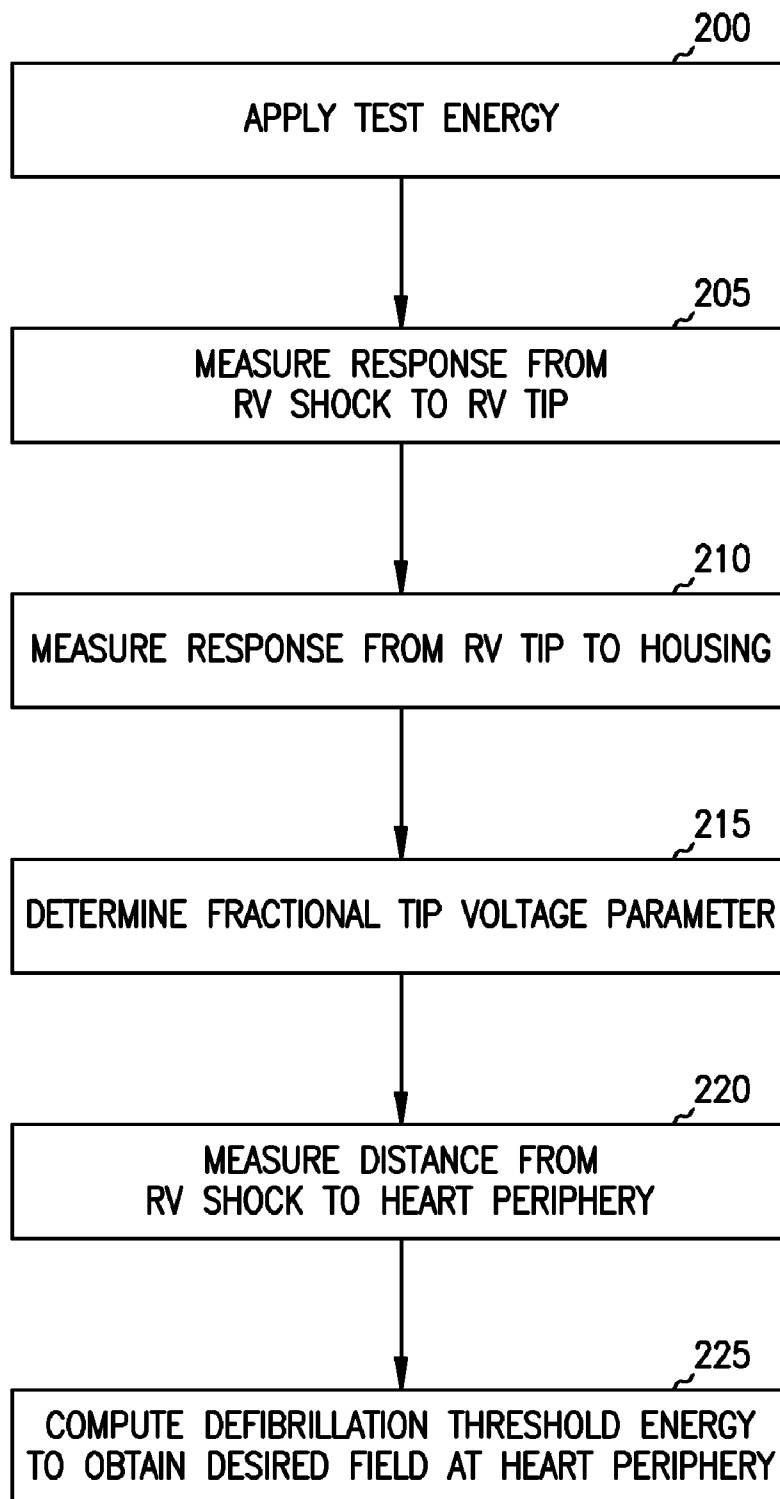 200
APPLY TEST ENERGY
205
MEASURE RESPONSE FROM
RV SHOCK TO RV TIP
210
MEASURE RESPONSE FROM RV TIP TO HOUSING
215
DETERMINE FRACTIONAL TIP VOLTAGE PARAMETER
220
MEASURE DISTANCE FROM
RV SHOCK TO HEART PERIPHERY
225
COMPUTE DEFIBRILLATION THRESHOLD ENERGY
TO OBTAIN DESIRED FIELD AT HEART PERIPHERY